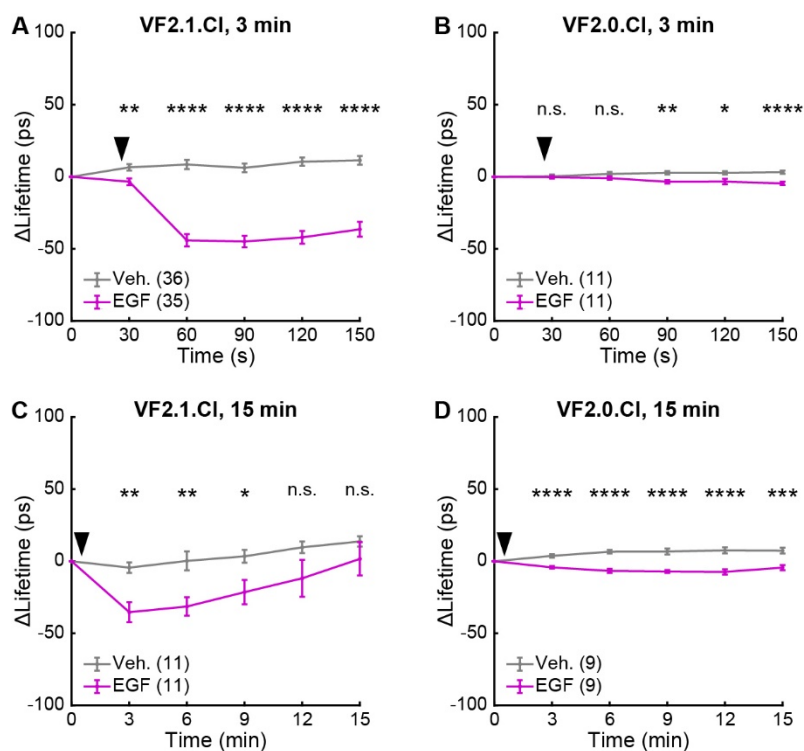 A VF2.1.Cl, 3 min
100
50
0
-50
-100
ΔLifetime (ps)
** **** **** **** ****
Veh. (36)
EGF (35)
0 30 60 90 120 150
Time (s)
B VF2.0.Cl, 3 min
100
50
0
-50
-100
ΔLifetime (ps)
n.s. n.s. ** * ****
Veh. (11)
EGF (11)
0 30 60 90 120 150
Time (s)
C VF2.1.Cl, 15 min
100
50
0
-50
-100
ΔLifetime (ps)
** ** * n.s. n.s.
Veh. (11)
EGF (11)
0 3 6 9 12 15
Time (min)
D VF2.0.Cl, 15 min
100
50
0
-50
-100
ΔLifetime (ps)
**** **** **** **** ***
Veh. (9)
EGF (9)
0 3 6 9 12 15
Time (min)